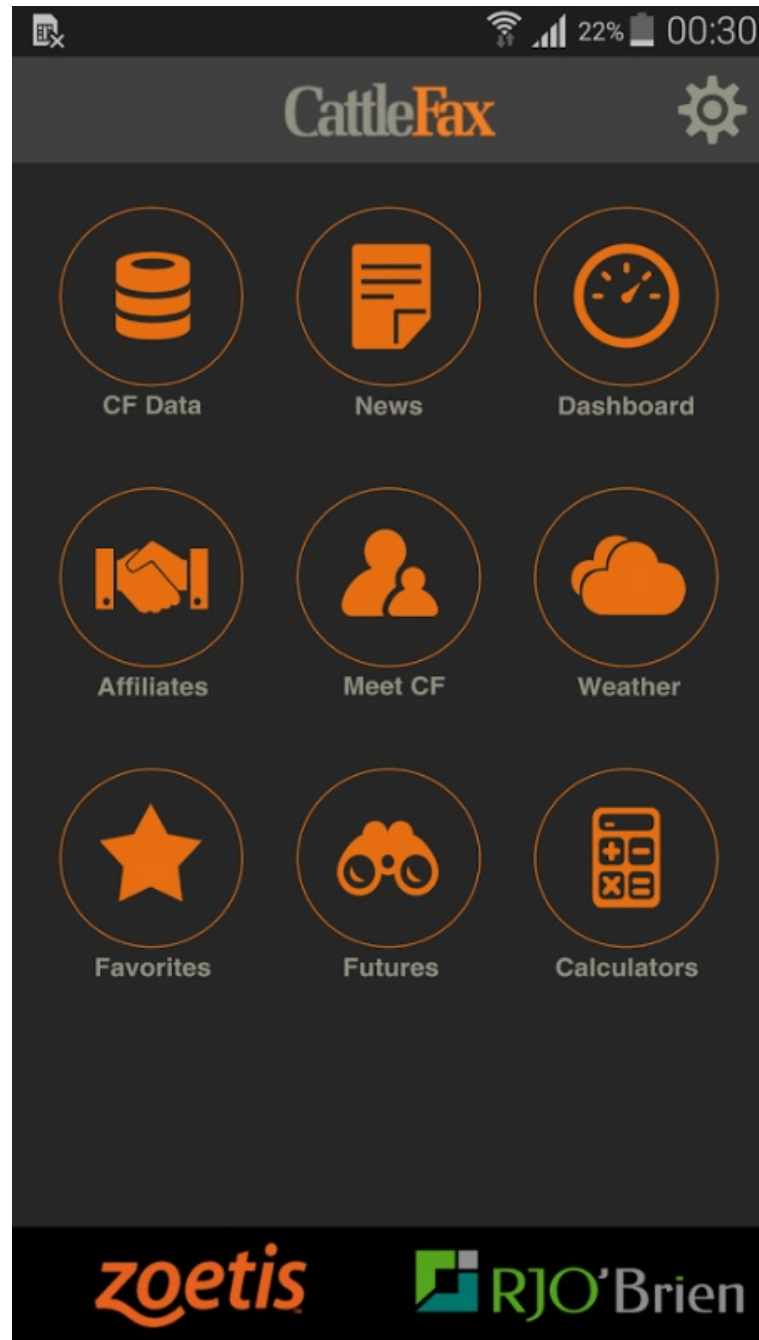 22% 00:30
CattleFax
CF Data News Dashboard
Affiliates Meet CF Weather
Favorites Futures Calculators
zoetis RJO'Brien